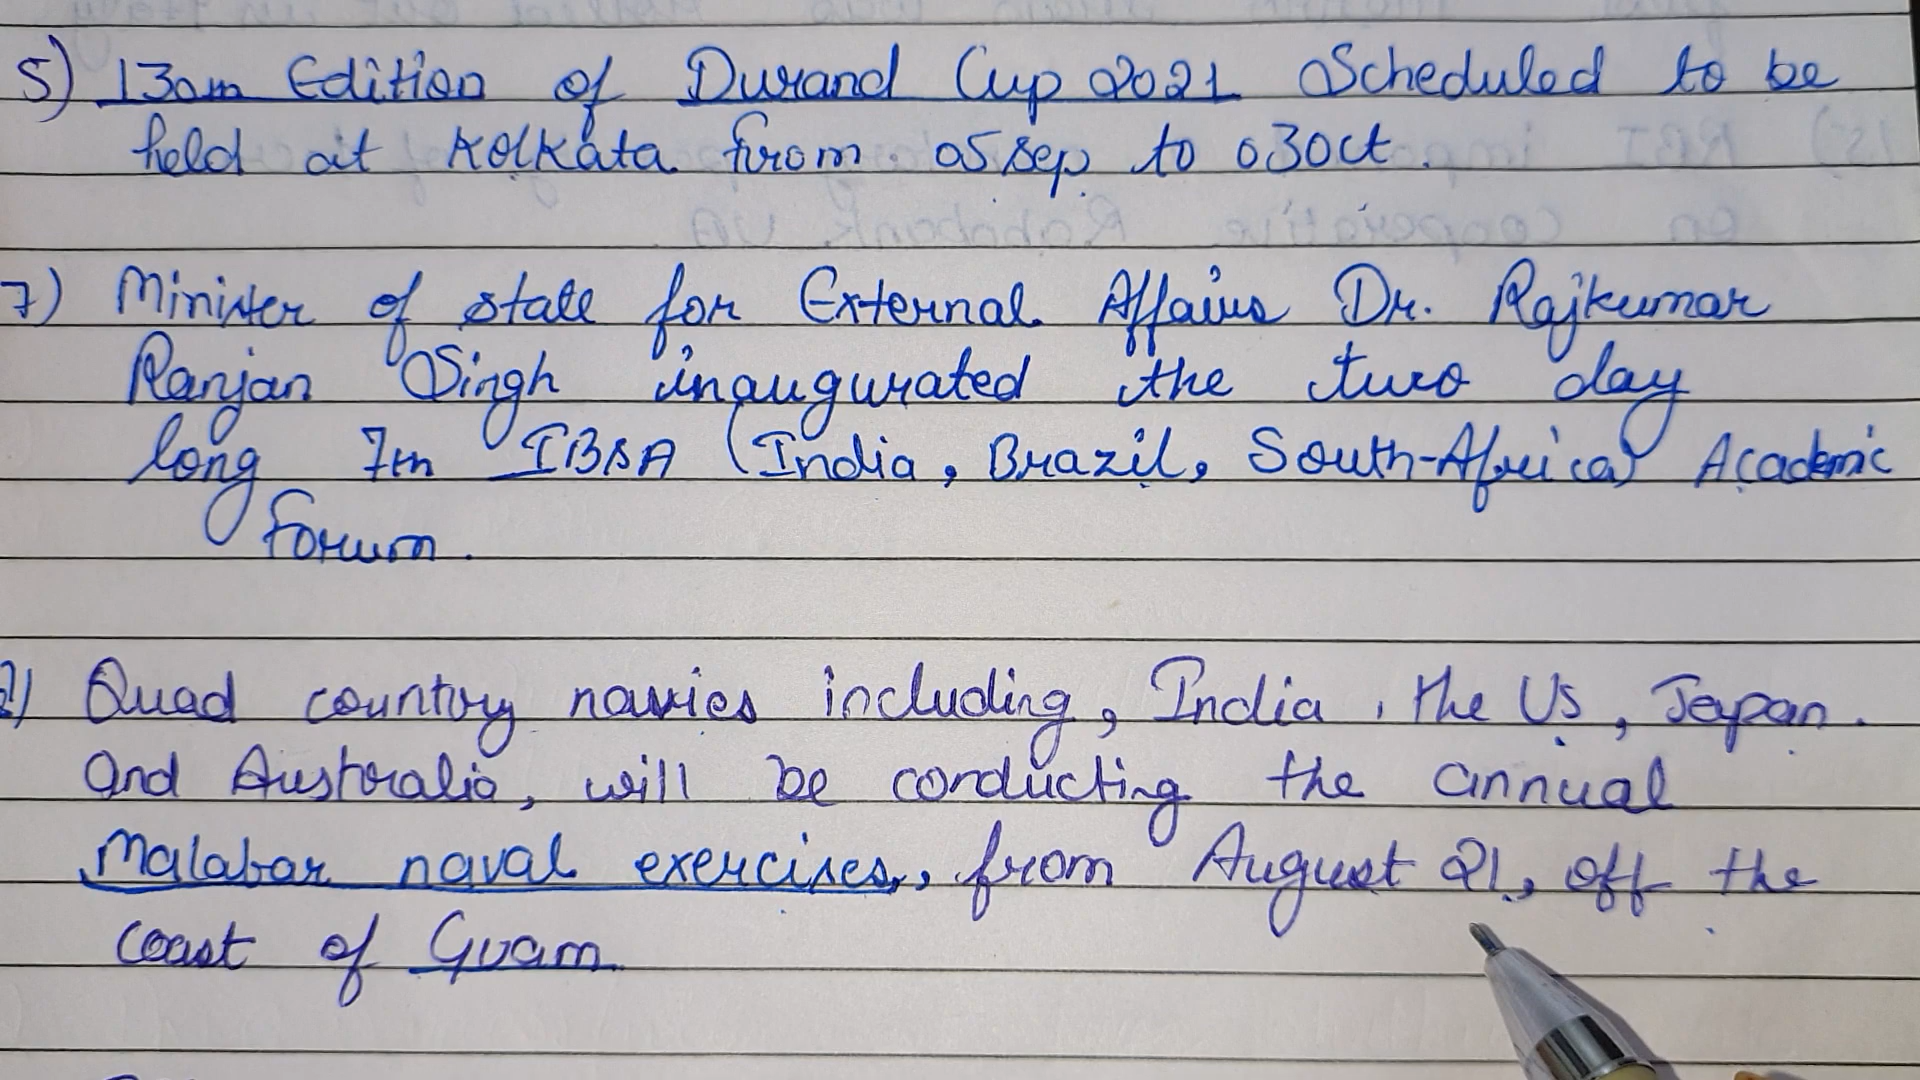 5) 130th Edition of Durand Cup 2021 Scheduled to be
held at Kolkata from 05 Sep to 03 Oct.
7) Minister of state for External Affairs Dr. Rajkumar
Ranjan Singh inaugurated the two day
long 7th IBSA (India, Brazil, South-Africa) Academic
Forum.
Quad country navies including, India, the US, Japan.
and Australia, will be conducting the annual
Malabar naval exercises, from August 21, off the
coast of Guam